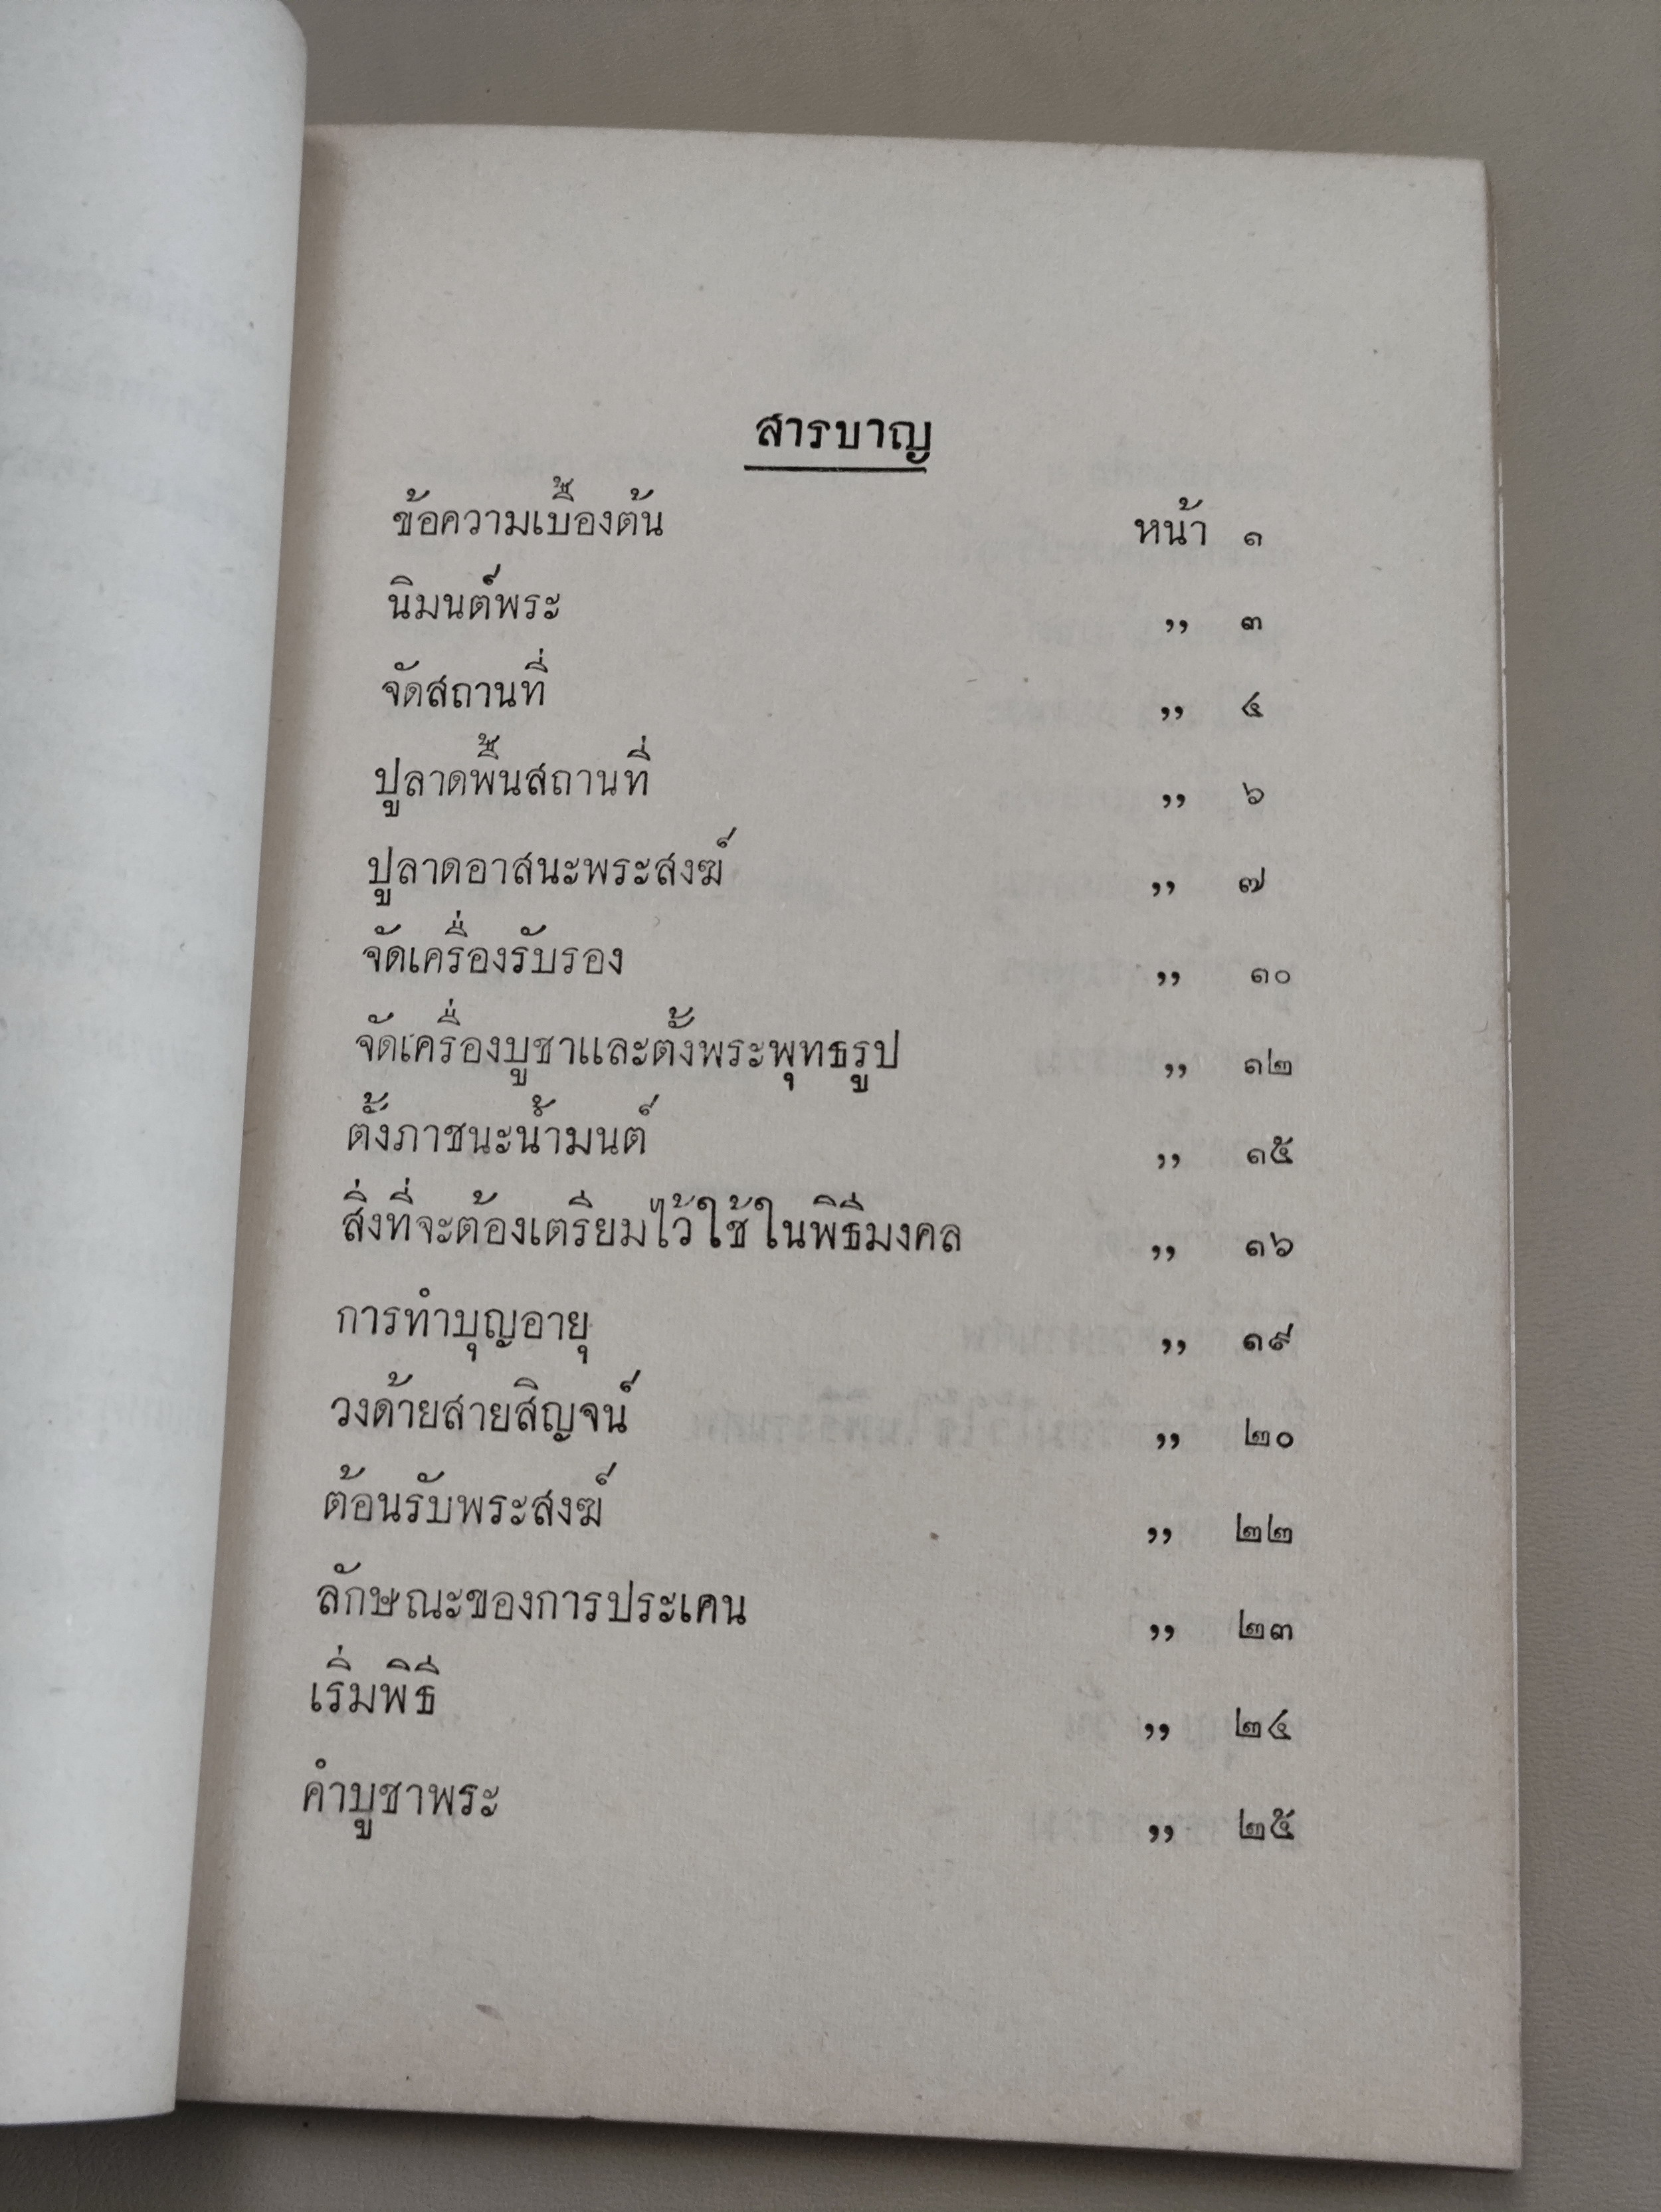 สารบาญ
ข้อความเบื้องต้น หน้า ๑
นิมนต์พระ ,, ๓
จัดสถานที่ ,, ๔
ปูลาดพื้นสถานที่ ,, ๖
ปูลาดอาสนะพระสงฆ์ ,, ๗
จัดเครื่องรับรอง ,, ๑๐
จัดเครื่องบูชาและตั้งพระพุทธรูป ,, ๑๒
ตั้งภาชนะน้ำมนต์ ,, ๑๕
สิ่งที่จะต้องเตรียมไว้ใช้ในพิธีมงคล ,, ๑๖
การทำบุญอายุ ,, ๑๙
วงด้ายสายสิญจน์ ,, ๒๐
ต้อนรับพระสงฆ์ ,, ๒๒
ลักษณะของการประเคน ,, ๒๓
เริ่มพิธี ,, ๒๔
คำบูชาพระ ,, ๒๕